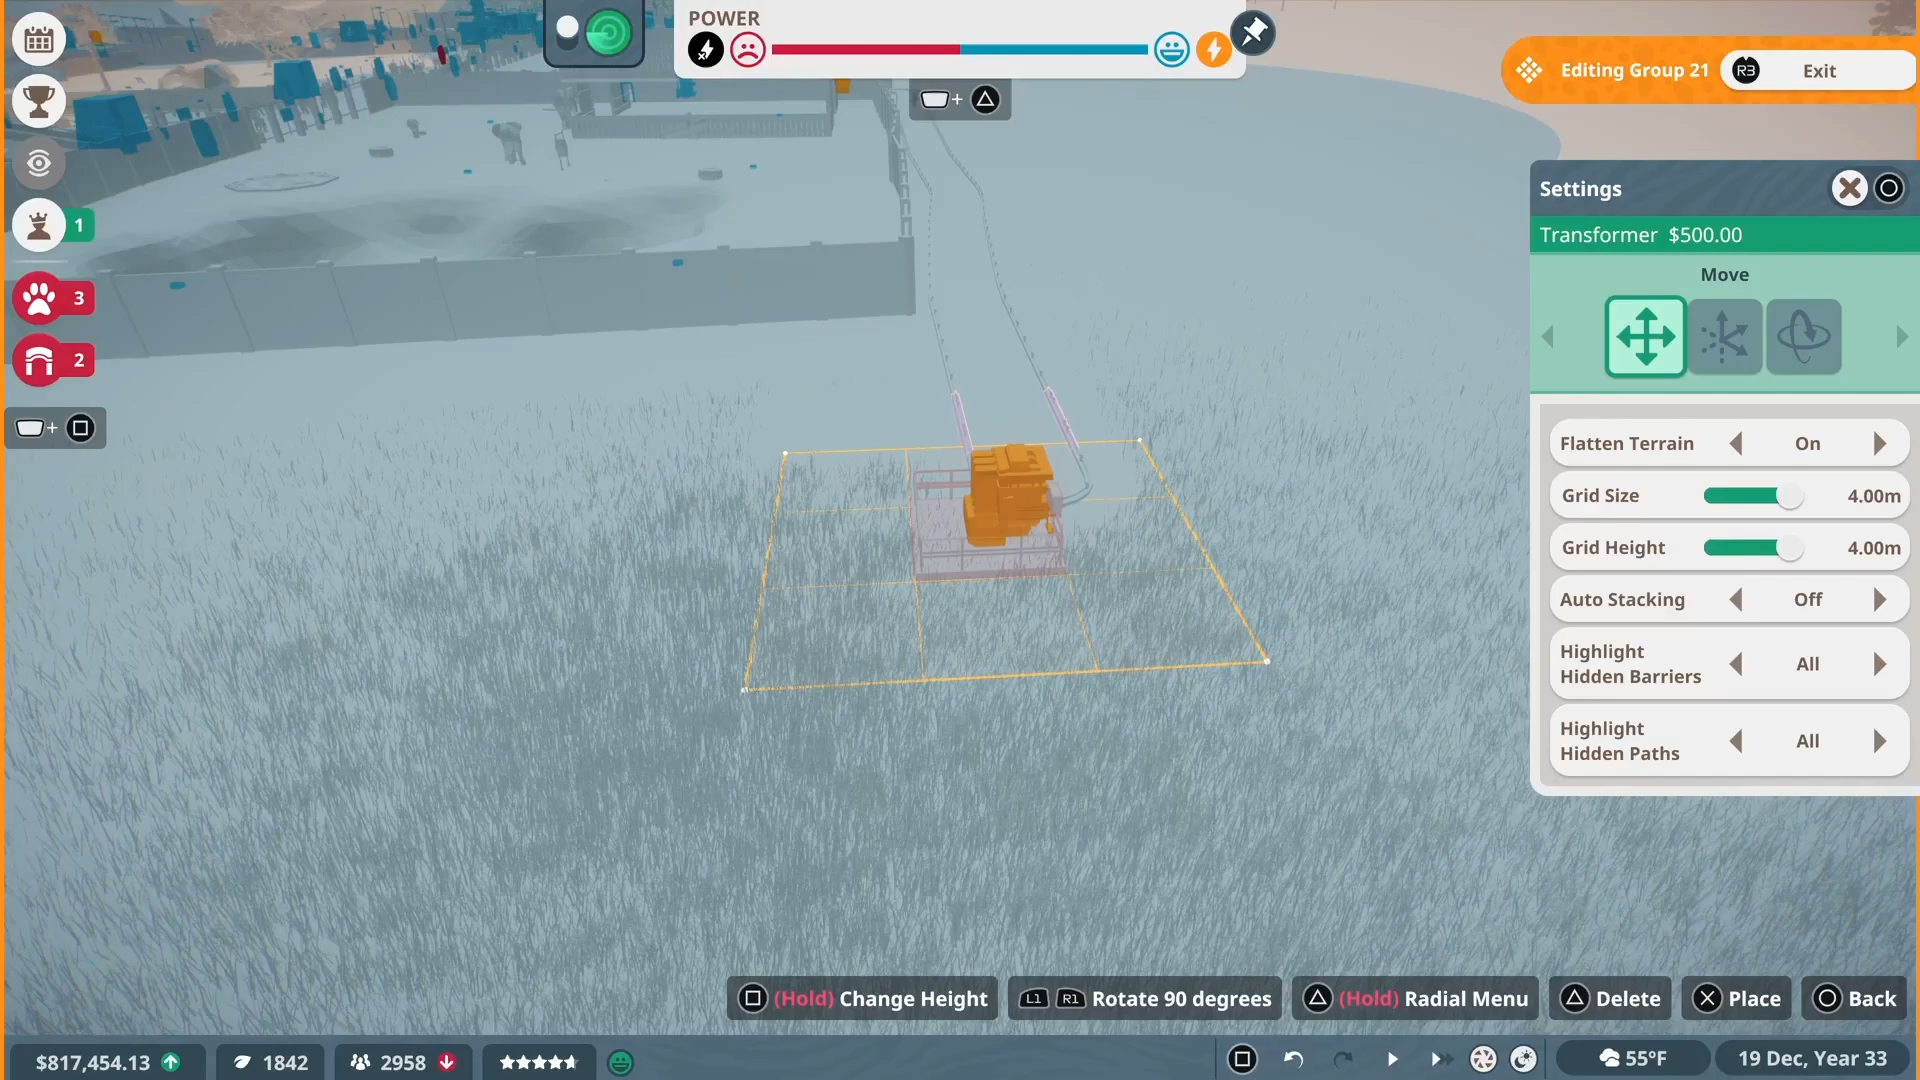 POWER
+
Editing Group 21
R3
Exit
Settings
Transformer $500.00
Move
1
3
2
+
Flatten Terrain
On
Grid Size
4.00m
Grid Height
4.00m
Auto Stacking
Off
Highlight
Hidden Barriers
All
Highlight
Hidden Paths
All
(Hold) Change Height
L1 R1 Rotate 90 degrees
(Hold) Radial Menu
Delete
Place
Back
$817,454.13
1842
2958
55°F
19 Dec, Year 33